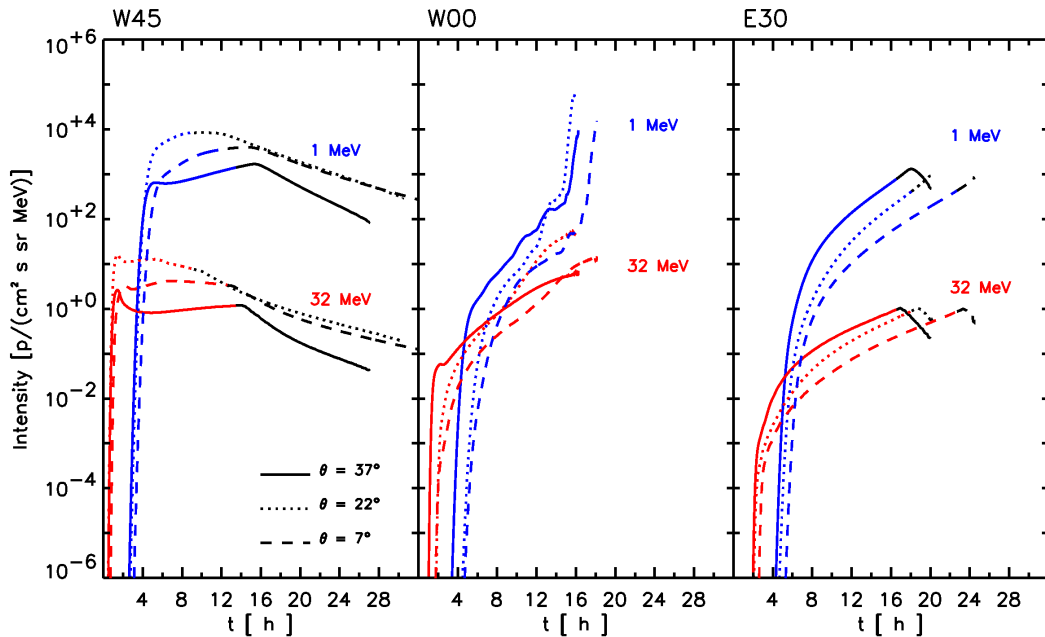 W45 W00 E30
10+6
10+4
10+2
10+0
10−2
10−4
10−6
Intensity [p/(cm² s sr MeV)]
1 MeV
32 MeV
θ = 37°
θ = 22°
θ = 7°
1 MeV
32 MeV
1 MeV
32 MeV
4 8 12 16 20 24 28
4 8 12 16 20 24 28
4 8 12 16 20 24 28
t [ h ]
t [ h ]
t [ h ]